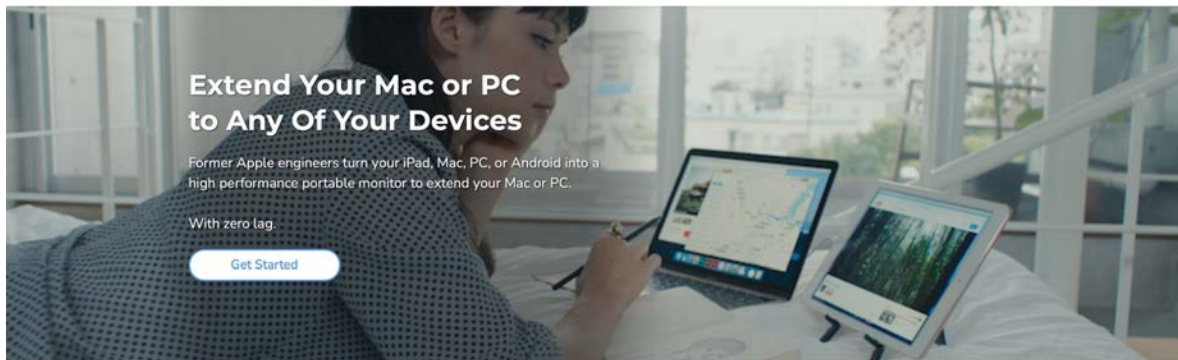 Extend Your Mac or PC
to Any Of Your Devices
Former Apple engineers turn your iPad, Mac, PC, or Android into a
high performance portable monitor to extend your Mac or PC.
With zero lag.
Get Started